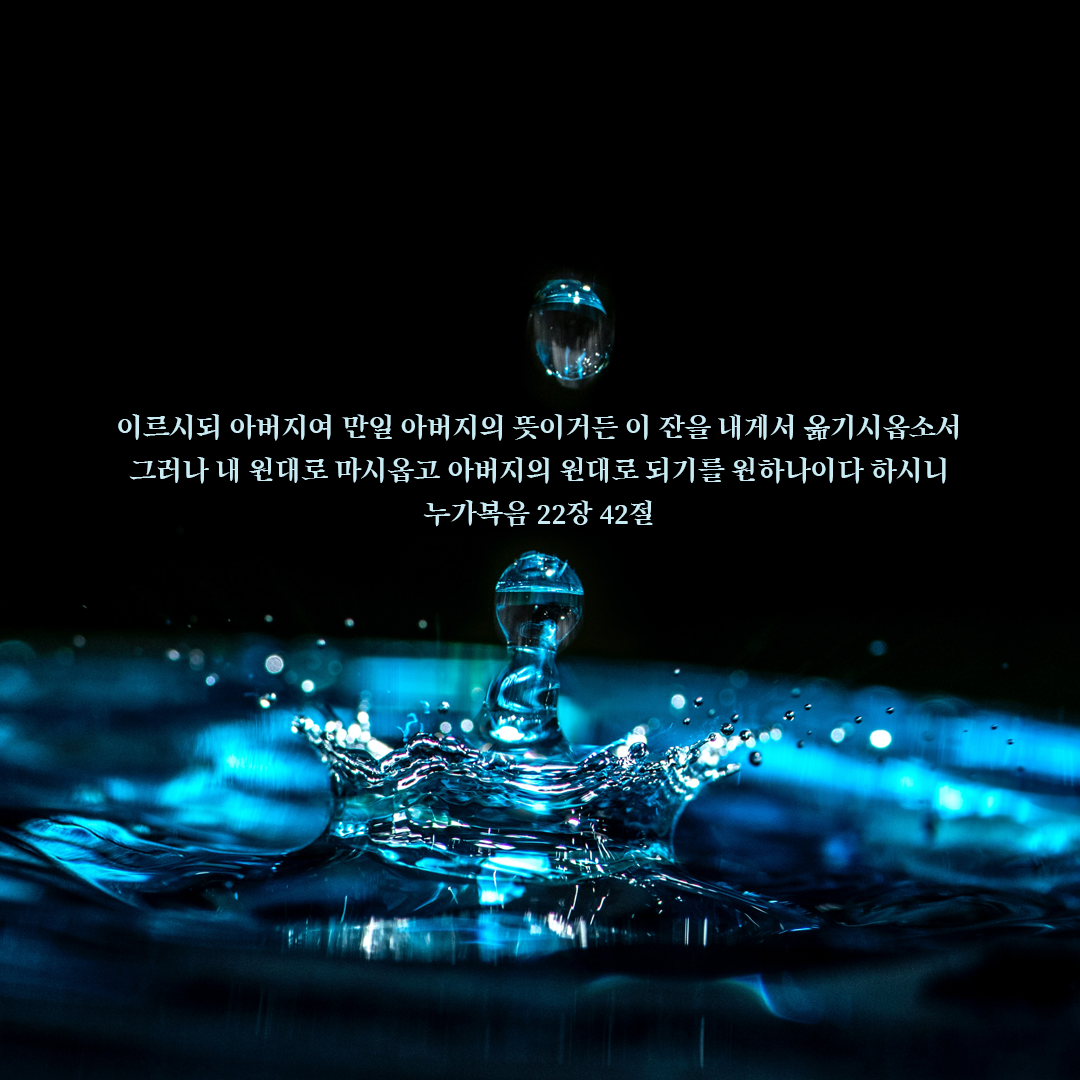 이르시되 아버지여 만일 아버지의 뜻이거든 이 잔을 내게서 옮기시옵소서
그러나 내 원대로 마시옵고 아버지의 원대로 되기를 원하나이다 하시니
누가복음 22장 42절